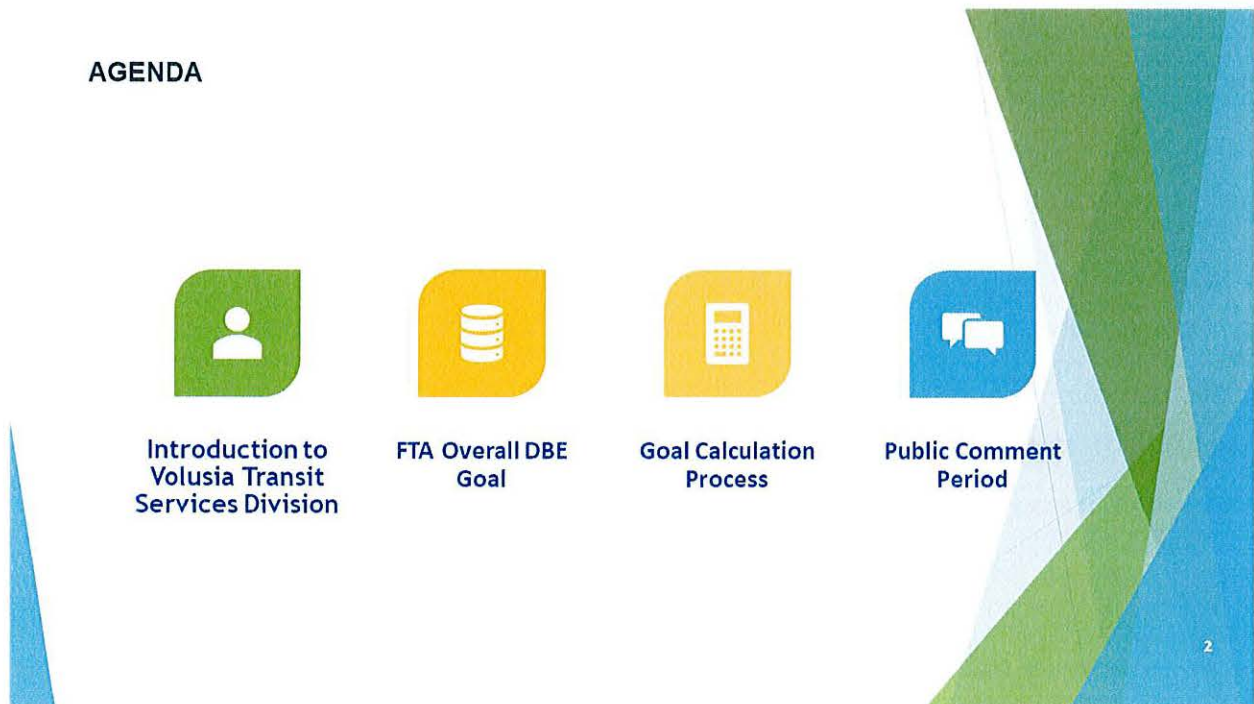 AGENDA
Introduction to
Volusia Transit
Services Division
FTA Overall DBE
Goal
Goal Calculation
Process
Public Comment
Period
2